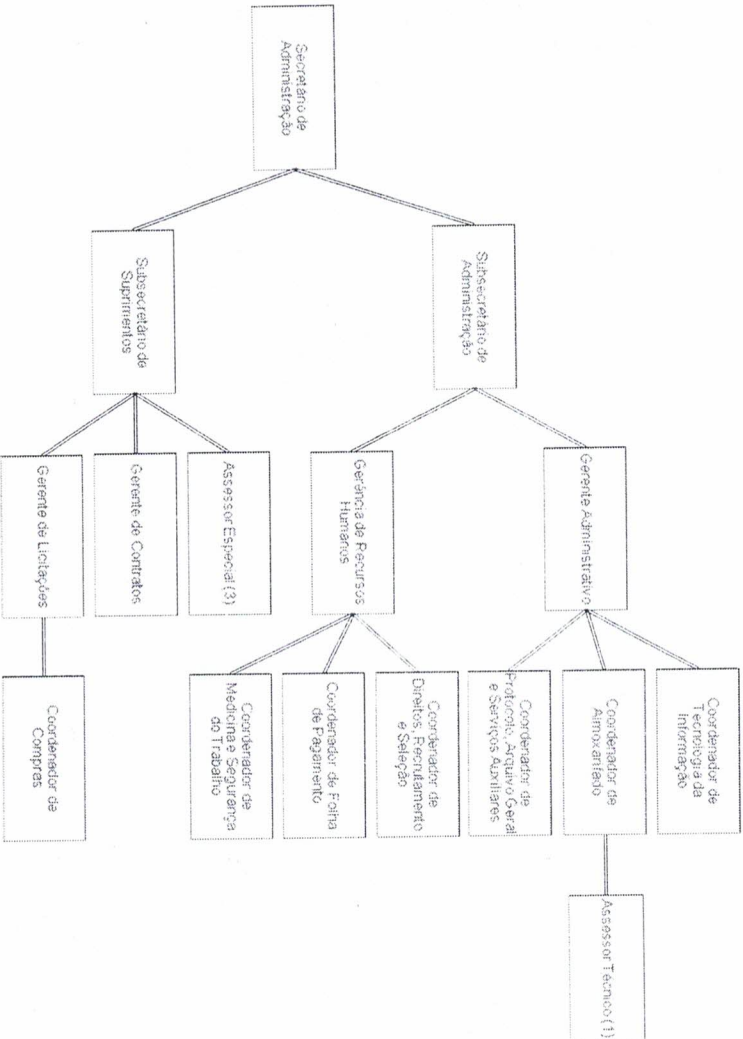 Secretário de
Administração
Subsecretário de
Suprimentos
Subsecretário de
Administração
Gerente de Licitações
Gerente de Contratos
Assessor Especial (3)
Gerência de Recursos
Humanos
Gerente Administrativo
Coordenador de
Compras
Coordenador de
Medicina e Segurança
do Trabalho
Coordenador de Folha
de Pagamento
Coordenador de
Direitos, Recrutamento
e Seleção
Coordenador de
Protocolo, Arquivo Geral
e Serviços Auxiliares
Coordenador de
Almoxarifado
Coordenador de
Tecnologia da
Informação
Assessor Técnico (1)